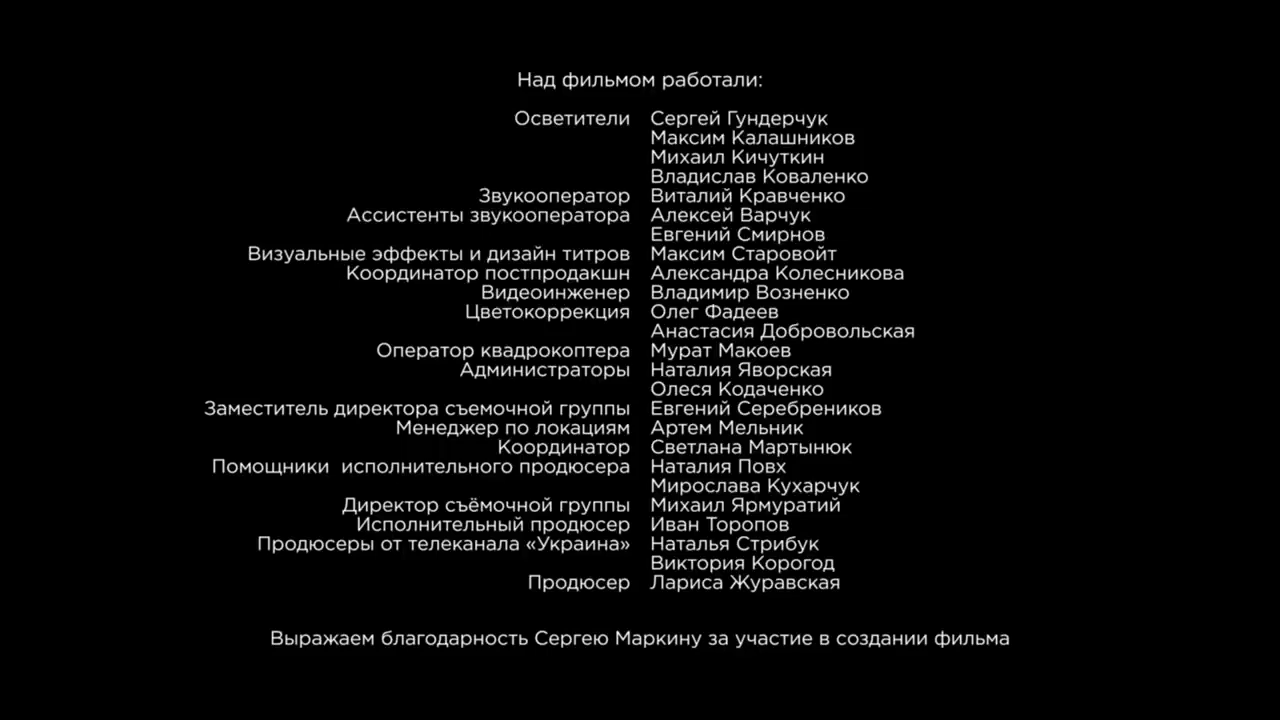 Над фильмом работали:
Осветители Сергей Гундерчук
Максим Калашников
Михаил Кичуткин
Владислав Коваленко
Звукооператор Виталий Кравченко
Ассистенты звукооператора Алексей Варчук
Евгений Смирнов
Визуальные эффекты и дизайн титров Максим Старовойт
Координатор постпродакшн Александра Колесникова
Видеоинженер Владимир Возненко
Цветокоррекция Олег Фадеев
Анастасия Добровольская
Оператор квадрокоптера Мурат Макоев
Администраторы Наталия Яворская
Олеся Кодаченко
Заместитель директора съемочной группы Евгений Серебреников
Менеджер по локациям Артем Мельник
Координатор Светлана Мартынюк
Помощники исполнительного продюсера Наталия Повх
Мирослава Кухарчук
Директор съёмочной группы Михаил Ярмуратий
Исполнительный продюсер Иван Торопов
Продюсеры от телеканала «Украина» Наталья Стрибук
Виктория Корогод
Продюсер Лариса Журавская
Выражаем благодарность Сергею Маркину за участие в создании фильма